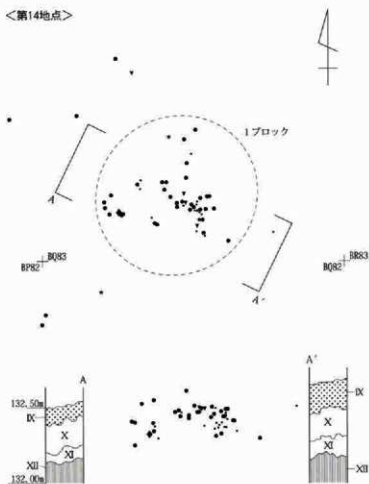 <第14地点>
1ブロック
A
A'
BQ83
BP82
BR83
BQ82
A
A'
132.50m
IX
X
XI
XII
132.00m
IX
X
XI
XII